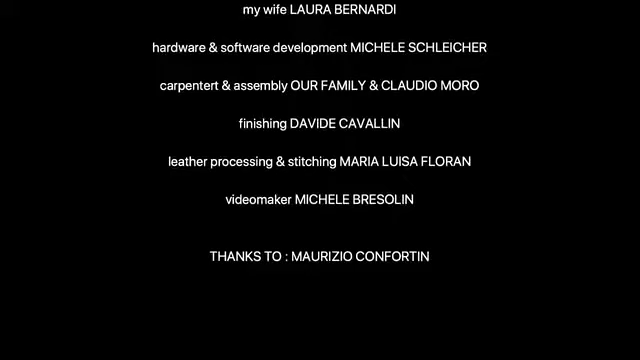 my wife LAURA BERNARDI
hardware & software development MICHELE SCHLEICHER
carpentert & assembly OUR FAMILY & CLAUDIO MORO
finishing DAVIDE CAVALLIN
leather processing & stitching MARIA LUISA FLORAN
videomaker MICHELE BRESOLIN
THANKS TO : MAURIZIO CONFORTIN